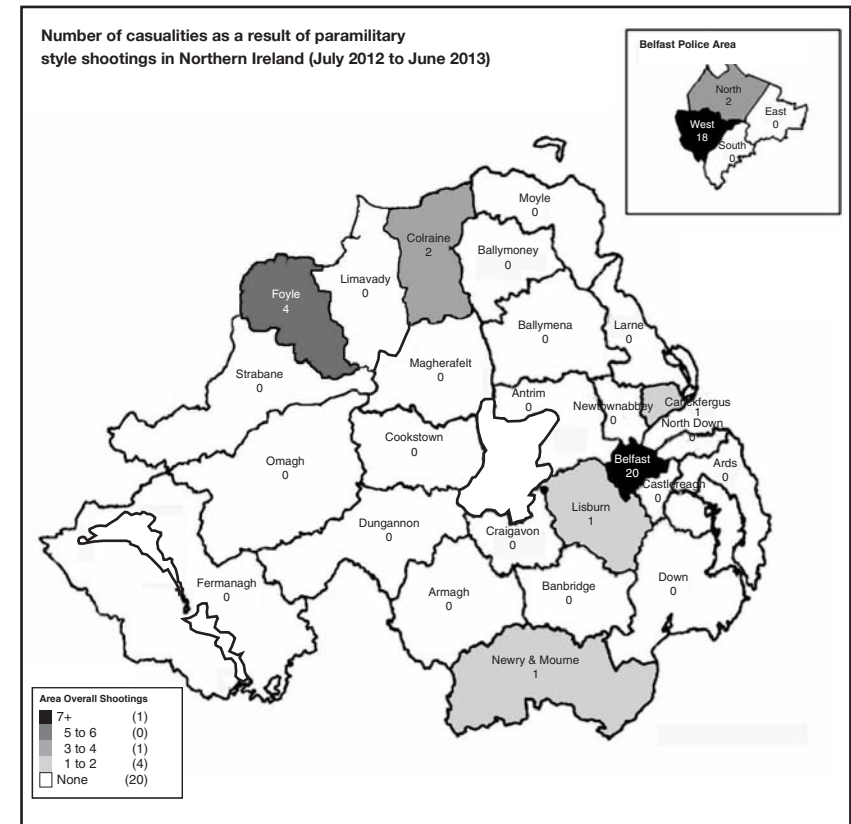 Number of casualities as a result of paramilitary
style shootings in Northern Ireland (July 2012 to June 2013)
Belfast Police Area
North
2
East
0
West
18
South
0
Moyle
0
Colraine
2
Ballymoney
0
Limavady
0
Foyle
4
Ballymena
0
Larne
0
Magherafelt
0
Strabane
0
Antrim
0
Newtownabbey
0
Carickfergus
1
North Down
0
Cookstown
0
Omagh
0
Belfast
20
Ards
0
Castlereagh
0
Lisburn
1
Dungannon
0
Craigavon
0
Fermanagh
0
Armagh
0
Banbridge
0
Down
0
Newry & Mourne
1
Area Overall Shootings
7+ (1)
5 to 6 (0)
3 to 4 (1)
1 to 2 (4)
None (20)